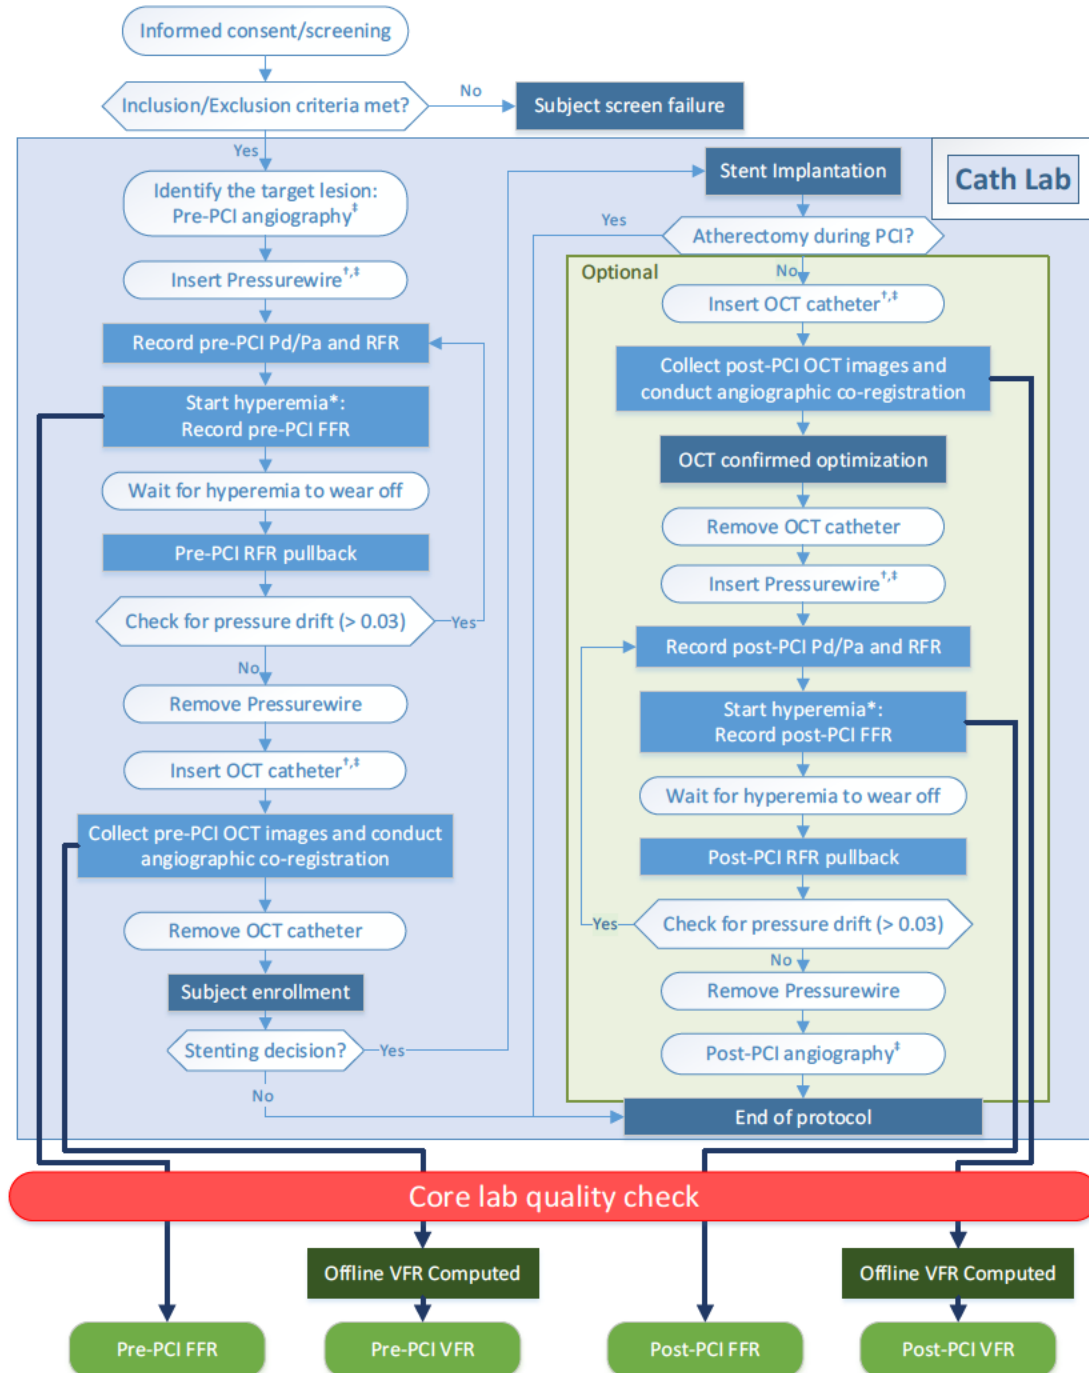 Informed consent/screening
Inclusion/Exclusion criteria met?
No
Subject screen failure
Yes
Cath Lab
Identify the target lesion:
Pre-PCI angiography‡
Insert Pressurewire†,‡
Record pre-PCI Pd/Pa and RFR
Start hyperemia*:
Record pre-PCI FFR
Wait for hyperemia to wear off
Pre-PCI RFR pullback
Check for pressure drift (> 0.03)
Yes
No
Remove Pressurewire
Insert OCT catheter†,‡
Collect pre-PCI OCT images and conduct
angiographic co-registration
Remove OCT catheter
Subject enrollment
Stenting decision?
Yes
No
Stent Implantation
Atherectomy during PCI?
Yes
No
Optional
Insert OCT catheter†,‡
Collect post-PCI OCT images and
conduct angiographic co-registration
OCT confirmed optimization
Remove OCT catheter
Insert Pressurewire†,‡
Record post-PCI Pd/Pa and RFR
Start hyperemia*:
Record post-PCI FFR
Wait for hyperemia to wear off
Post-PCI RFR pullback
Check for pressure drift (> 0.03)
Yes
No
Remove Pressurewire
Post-PCI angiography‡
End of protocol
Core lab quality check
Offline VFR Computed
Offline VFR Computed
Pre-PCI FFR
Pre-PCI VFR
Post-PCI FFR
Post-PCI VFR